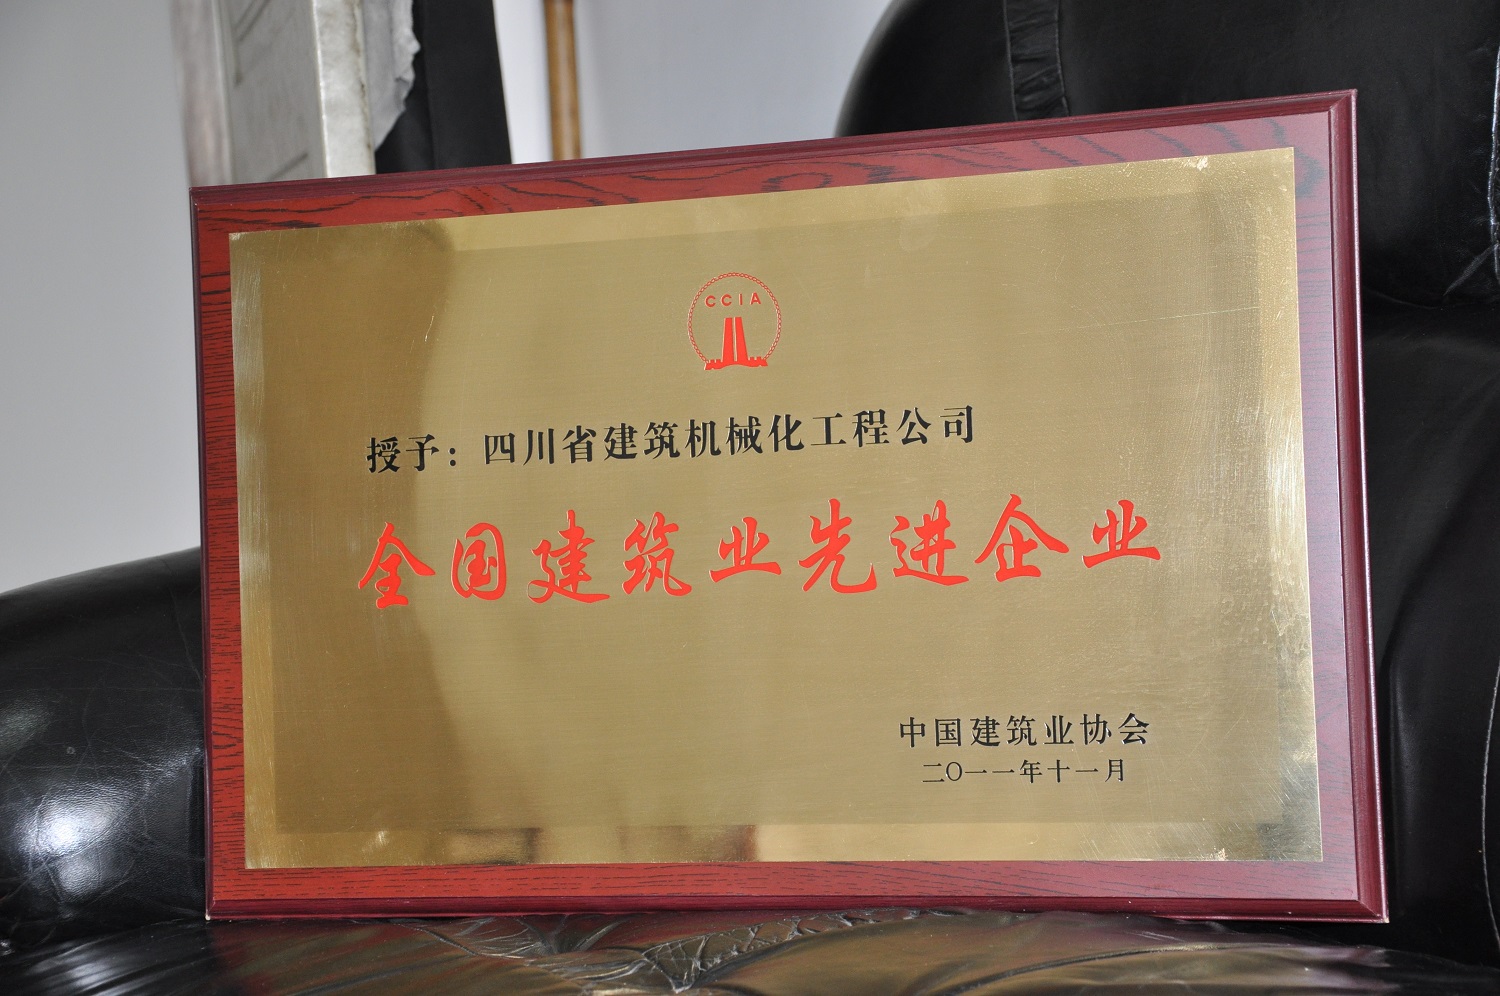 CCIA
授予：四川省建筑机械化工程公司
全国建筑业先进企业
中国建筑业协会
二〇一一年十一月